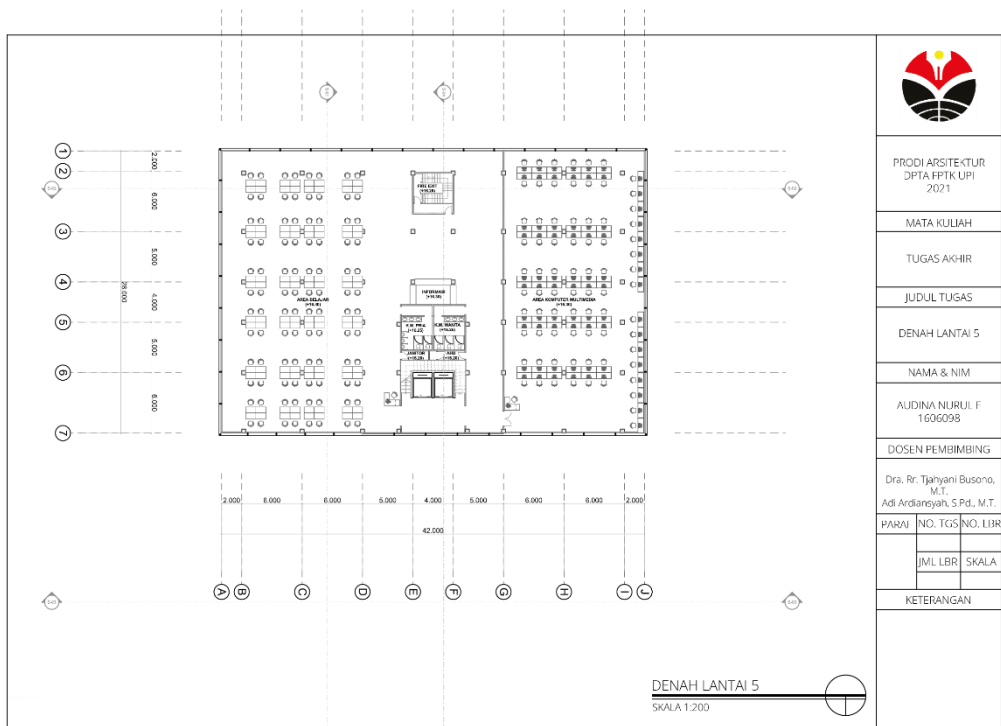 1
2
3
4
5
6
7
2.000
6.000
5.000
4.000
5.000
6.000
28.000
FIRE EXIT
INFORMASI
AREA BELAJAR
AREA KOMPUTER MULTIMEDIA
K.M. PRIA
K.M. WANITA
JANITOR
2.000 6.000 6.000 5.000 4.000 5.000 6.000 6.000 2.000
42.000
A B C D E F G H I J
DENAH LANTAI 5
SKALA 1:200
PRODI ARSITEKTUR
DPTA FPTK UPI
2021
MATA KULIAH
TUGAS AKHIR
JUDUL TUGAS
DENAH LANTAI 5
NAMA & NIM
AUDINA NURUL F
1606098
DOSEN PEMBIMBING
Dra. Rr. Tjahyani Busono,
M.T.
Adi Ardiansyah, S.Pd., M.T.
PARAF NO. TGS NO. LBR
JML LBR SKALA
KETERANGAN